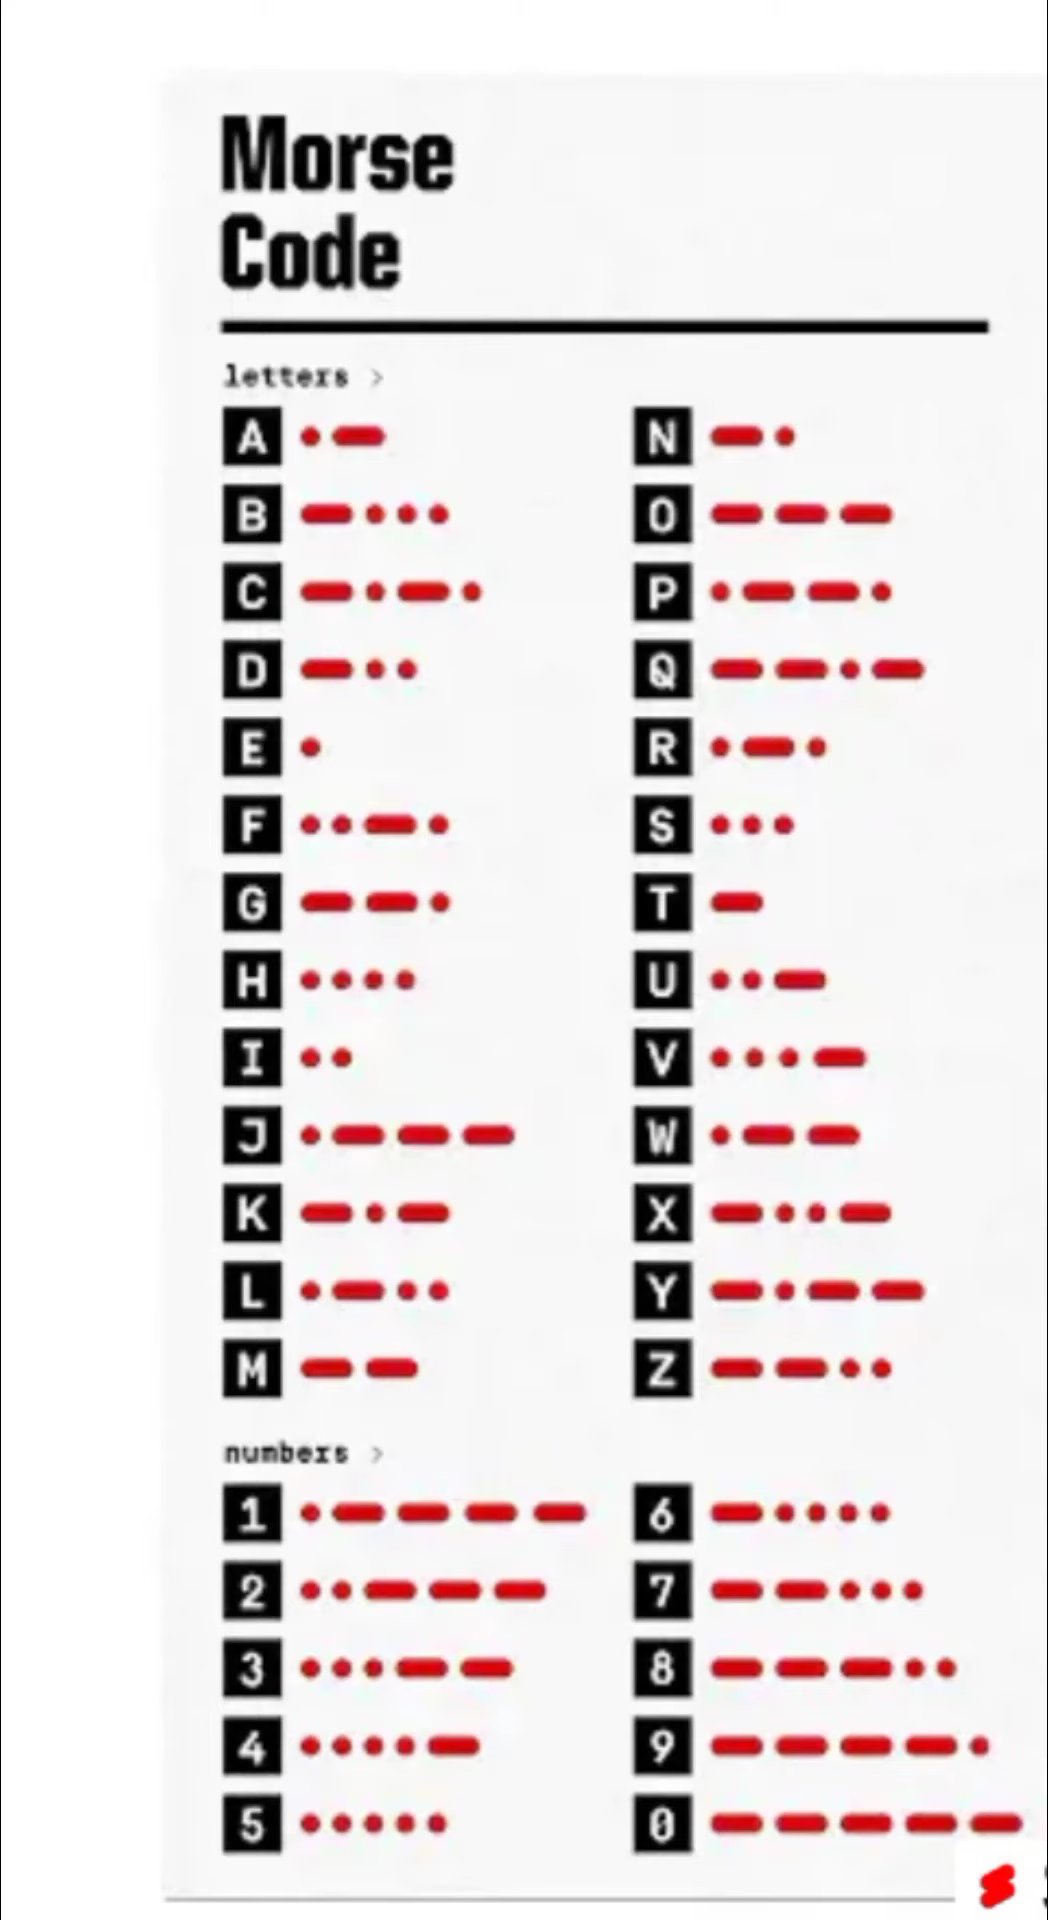 Morse
Code
letters >
A •—
B —•••
C —•—•
D —••
E •
F ••—•
G ——•
H ••••
I ••
J •———
K —•—
L •—••
M ——
N —•
O ———
P •——•
Q ——•—
R •—•
S •••
T —
U ••—
V •••—
W •——
X —••—
Y —•——
Z ——••
numbers >
1 •————
2 ••———
3 •••——
4 ••••—
5 •••••
6 —••••
7 ——•••
8 ———••
9 ————•
0 —————